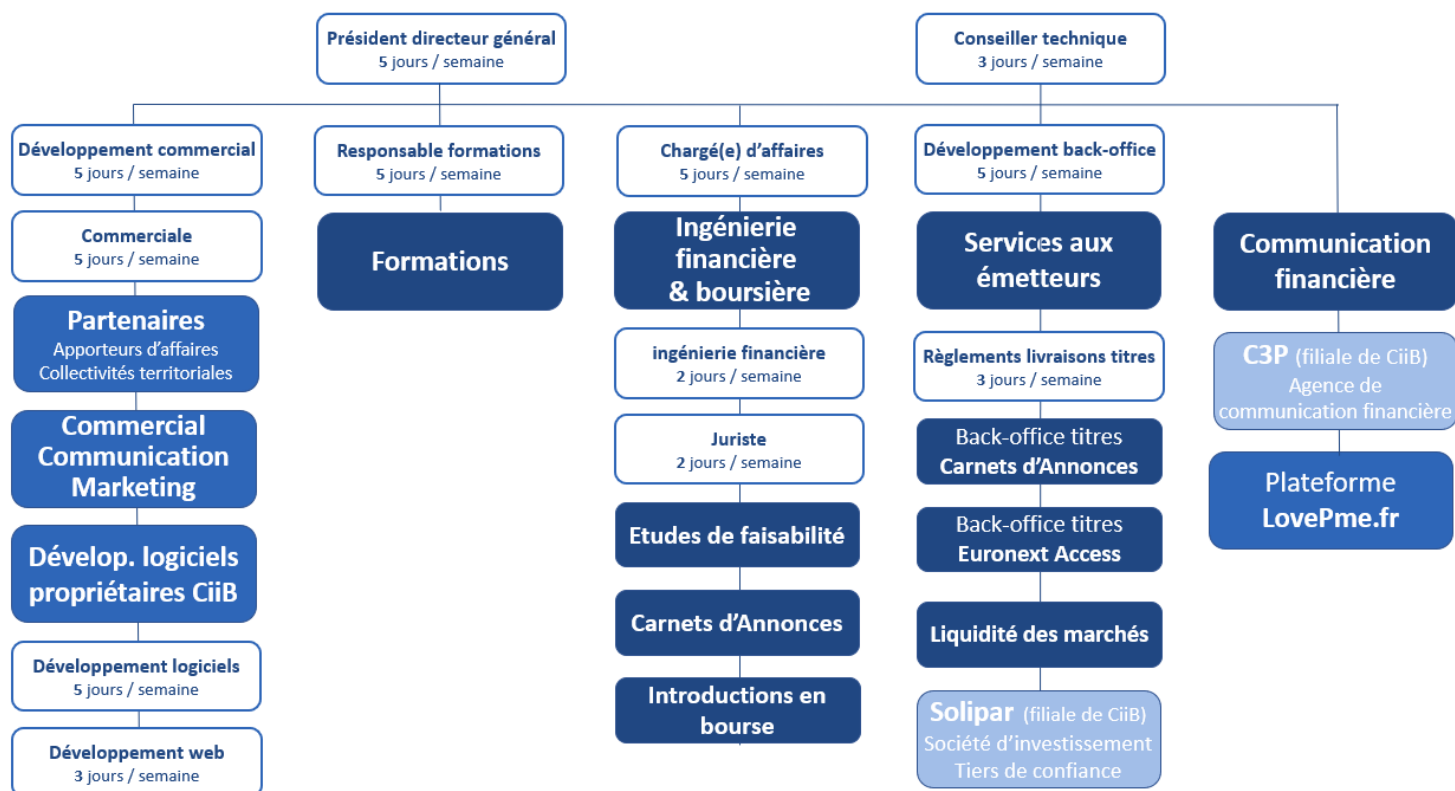 Président directeur général
5 jours / semaine
Conseiller technique
3 jours / semaine
Développement commercial
5 jours / semaine
Commerciale
5 jours / semaine
Partenaires
Apporteurs d’affaires
Collectivités territoriales
Commercial
Communication
Marketing
Dévelop. logiciels
propriétaires CiiB
Développement logiciels
5 jours / semaine
Développement web
3 jours / semaine
Responsable formations
5 jours / semaine
Formations
Chargé(e) d’affaires
5 jours / semaine
Ingénierie
financière
& boursière
ingénierie financière
2 jours / semaine
Juriste
2 jours / semaine
Etudes de faisabilité
Carnets d’Annonces
Introductions en
bourse
Développement back-office
5 jours / semaine
Services aux
émetteurs
Règlements livraisons titres
3 jours / semaine
Back-office titres
Carnets d’Annonces
Back-office titres
Euronext Access
Liquidité des marchés
Solipar (filiale de CiiB)
Société d’investissement
Tiers de confiance
Communication
financière
C3P (filiale de CiiB)
Agence de
communication financière
Plateforme
LovePme.fr